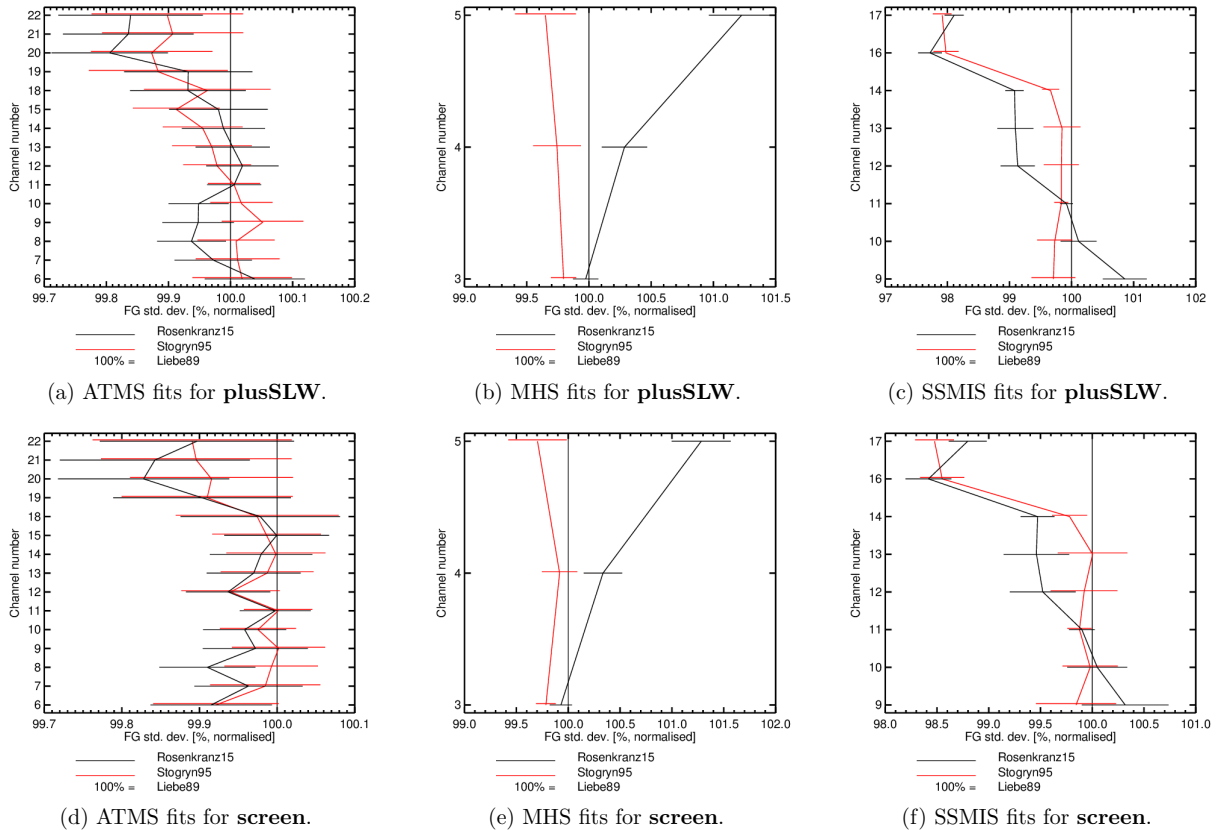 22
21
20
19
18
15
14
13
12
11
10
9
8
7
6
Channel number
99.7 99.8 99.9 100.0 100.1 100.2
FG std. dev. [%, normalised]
Rosenkranz15
Stogryn95
100% = Liebe89
(a) ATMS fits for plusSLW.
5
4
3
Channel number
99.0 99.5 100.0 100.5 101.0 101.5
FG std. dev. [%, normalised]
Rosenkranz15
Stogryn95
100% = Liebe89
(b) MHS fits for plusSLW.
17
16
14
13
12
11
10
9
Channel number
97 98 99 100 101 102
FG std. dev. [%, normalised]
Rosenkranz15
Stogryn95
100% = Liebe89
(c) SSMIS fits for plusSLW.
22
21
20
19
18
15
14
13
12
11
10
9
8
7
6
Channel number
99.7 99.8 99.9 100.0 100.1
FG std. dev. [%, normalised]
Rosenkranz15
Stogryn95
100% = Liebe89
(d) ATMS fits for screen.
5
4
3
Channel number
99.0 99.5 100.0 100.5 101.0 101.5 102.0
FG std. dev. [%, normalised]
Rosenkranz15
Stogryn95
100% = Liebe89
(e) MHS fits for screen.
17
16
14
13
12
11
10
9
Channel number
98.0 98.5 99.0 99.5 100.0 100.5 101.0
FG std. dev. [%, normalised]
Rosenkranz15
Stogryn95
100% = Liebe89
(f) SSMIS fits for screen.